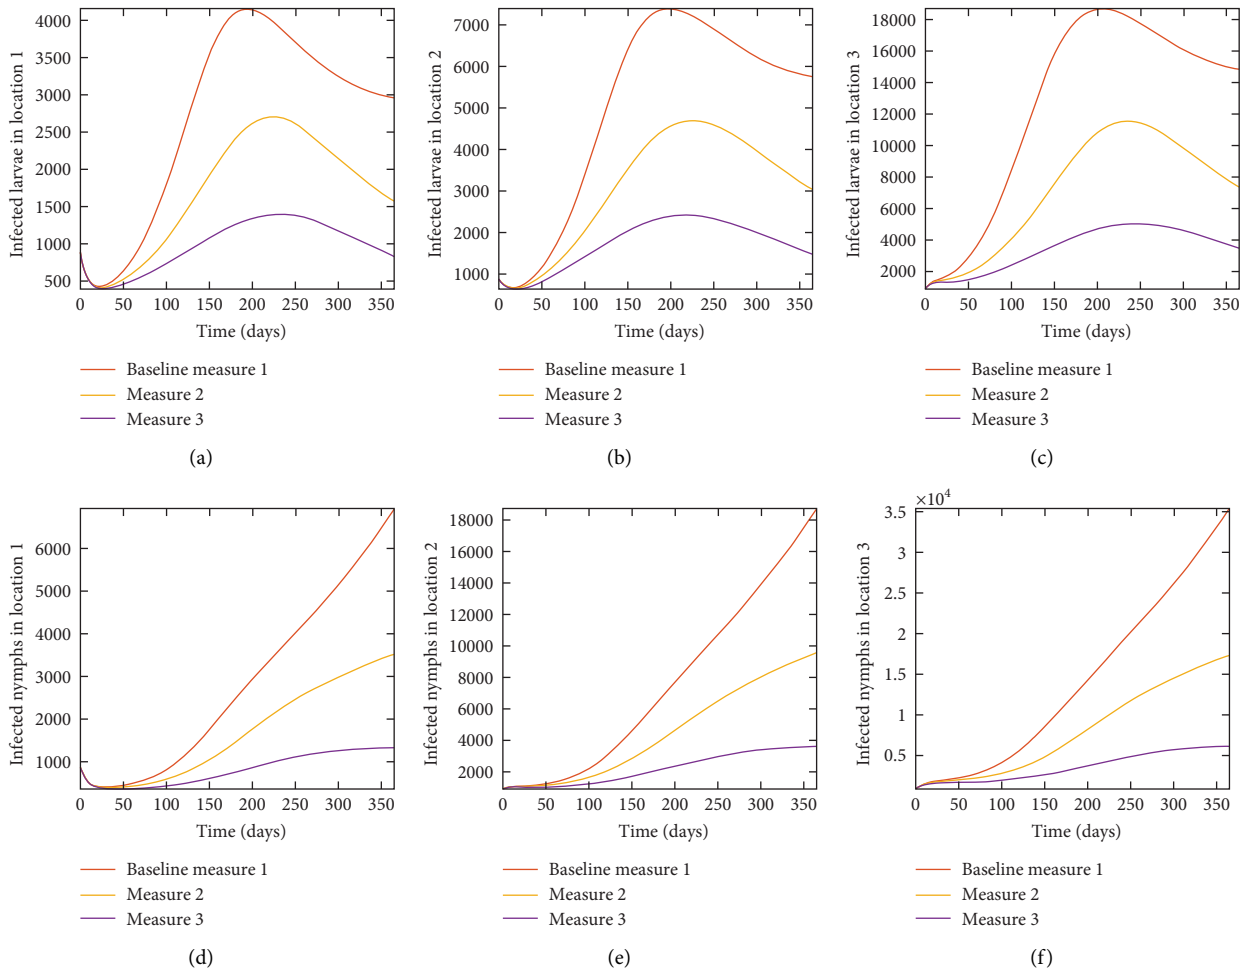 Infected larvae in location 1
4000
3500
3000
2500
2000
1500
1000
500
0 50 100 150 200 250 300 350
Time (days)
Baseline measure 1
Measure 2
Measure 3
(a)
Infected larvae in location 2
7000
6000
5000
4000
3000
2000
1000
0 50 100 150 200 250 300 350
Time (days)
Baseline measure 1
Measure 2
Measure 3
(b)
Infected larvae in location 3
18000
16000
14000
12000
10000
8000
6000
4000
2000
0 50 100 150 200 250 300 350
Time (days)
Baseline measure 1
Measure 2
Measure 3
(c)
Infected nymphs in location 1
6000
5000
4000
3000
2000
1000
0 50 100 150 200 250 300 350
Time (days)
Baseline measure 1
Measure 2
Measure 3
(d)
Infected nymphs in location 2
18000
16000
14000
12000
10000
8000
6000
4000
2000
0 50 100 150 200 250 300 350
Time (days)
Baseline measure 1
Measure 2
Measure 3
(e)
Infected nymphs in location 3
×10⁴
3.5
3
2.5
2
1.5
1
0.5
0 50 100 150 200 250 300 350
Time (days)
Baseline measure 1
Measure 2
Measure 3
(f)